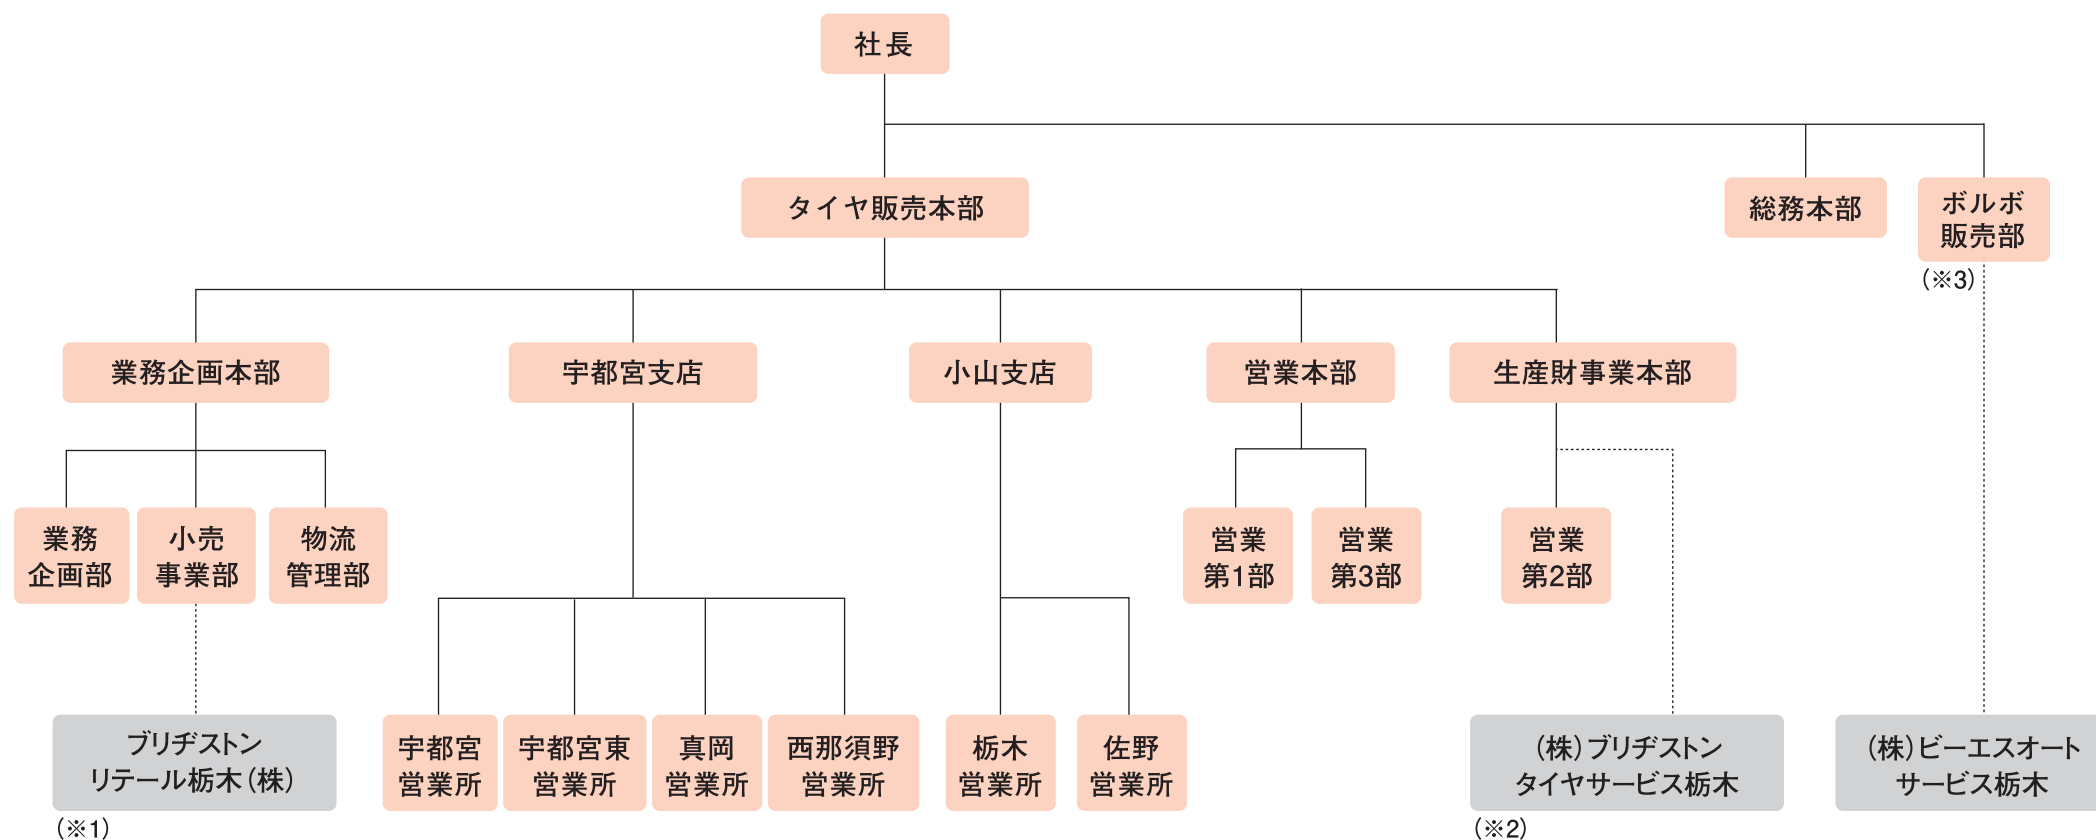 社長
タイヤ販売本部
総務本部
ボルボ
販売部
(※3)
業務企画本部
宇都宮支店
小山支店
営業本部
生産財事業本部
業務
企画部
小売
事業部
物流
管理部
営業
第1部
営業
第3部
営業
第2部
ブリヂストン
リテール栃木(株)
(※1)
宇都宮
営業所
宇都宮東
営業所
真岡
営業所
西那須野
営業所
栃木
営業所
佐野
営業所
(株)ブリヂストン
タイヤサービス栃木
(※2)
(株)ビーエスオート
サービス栃木